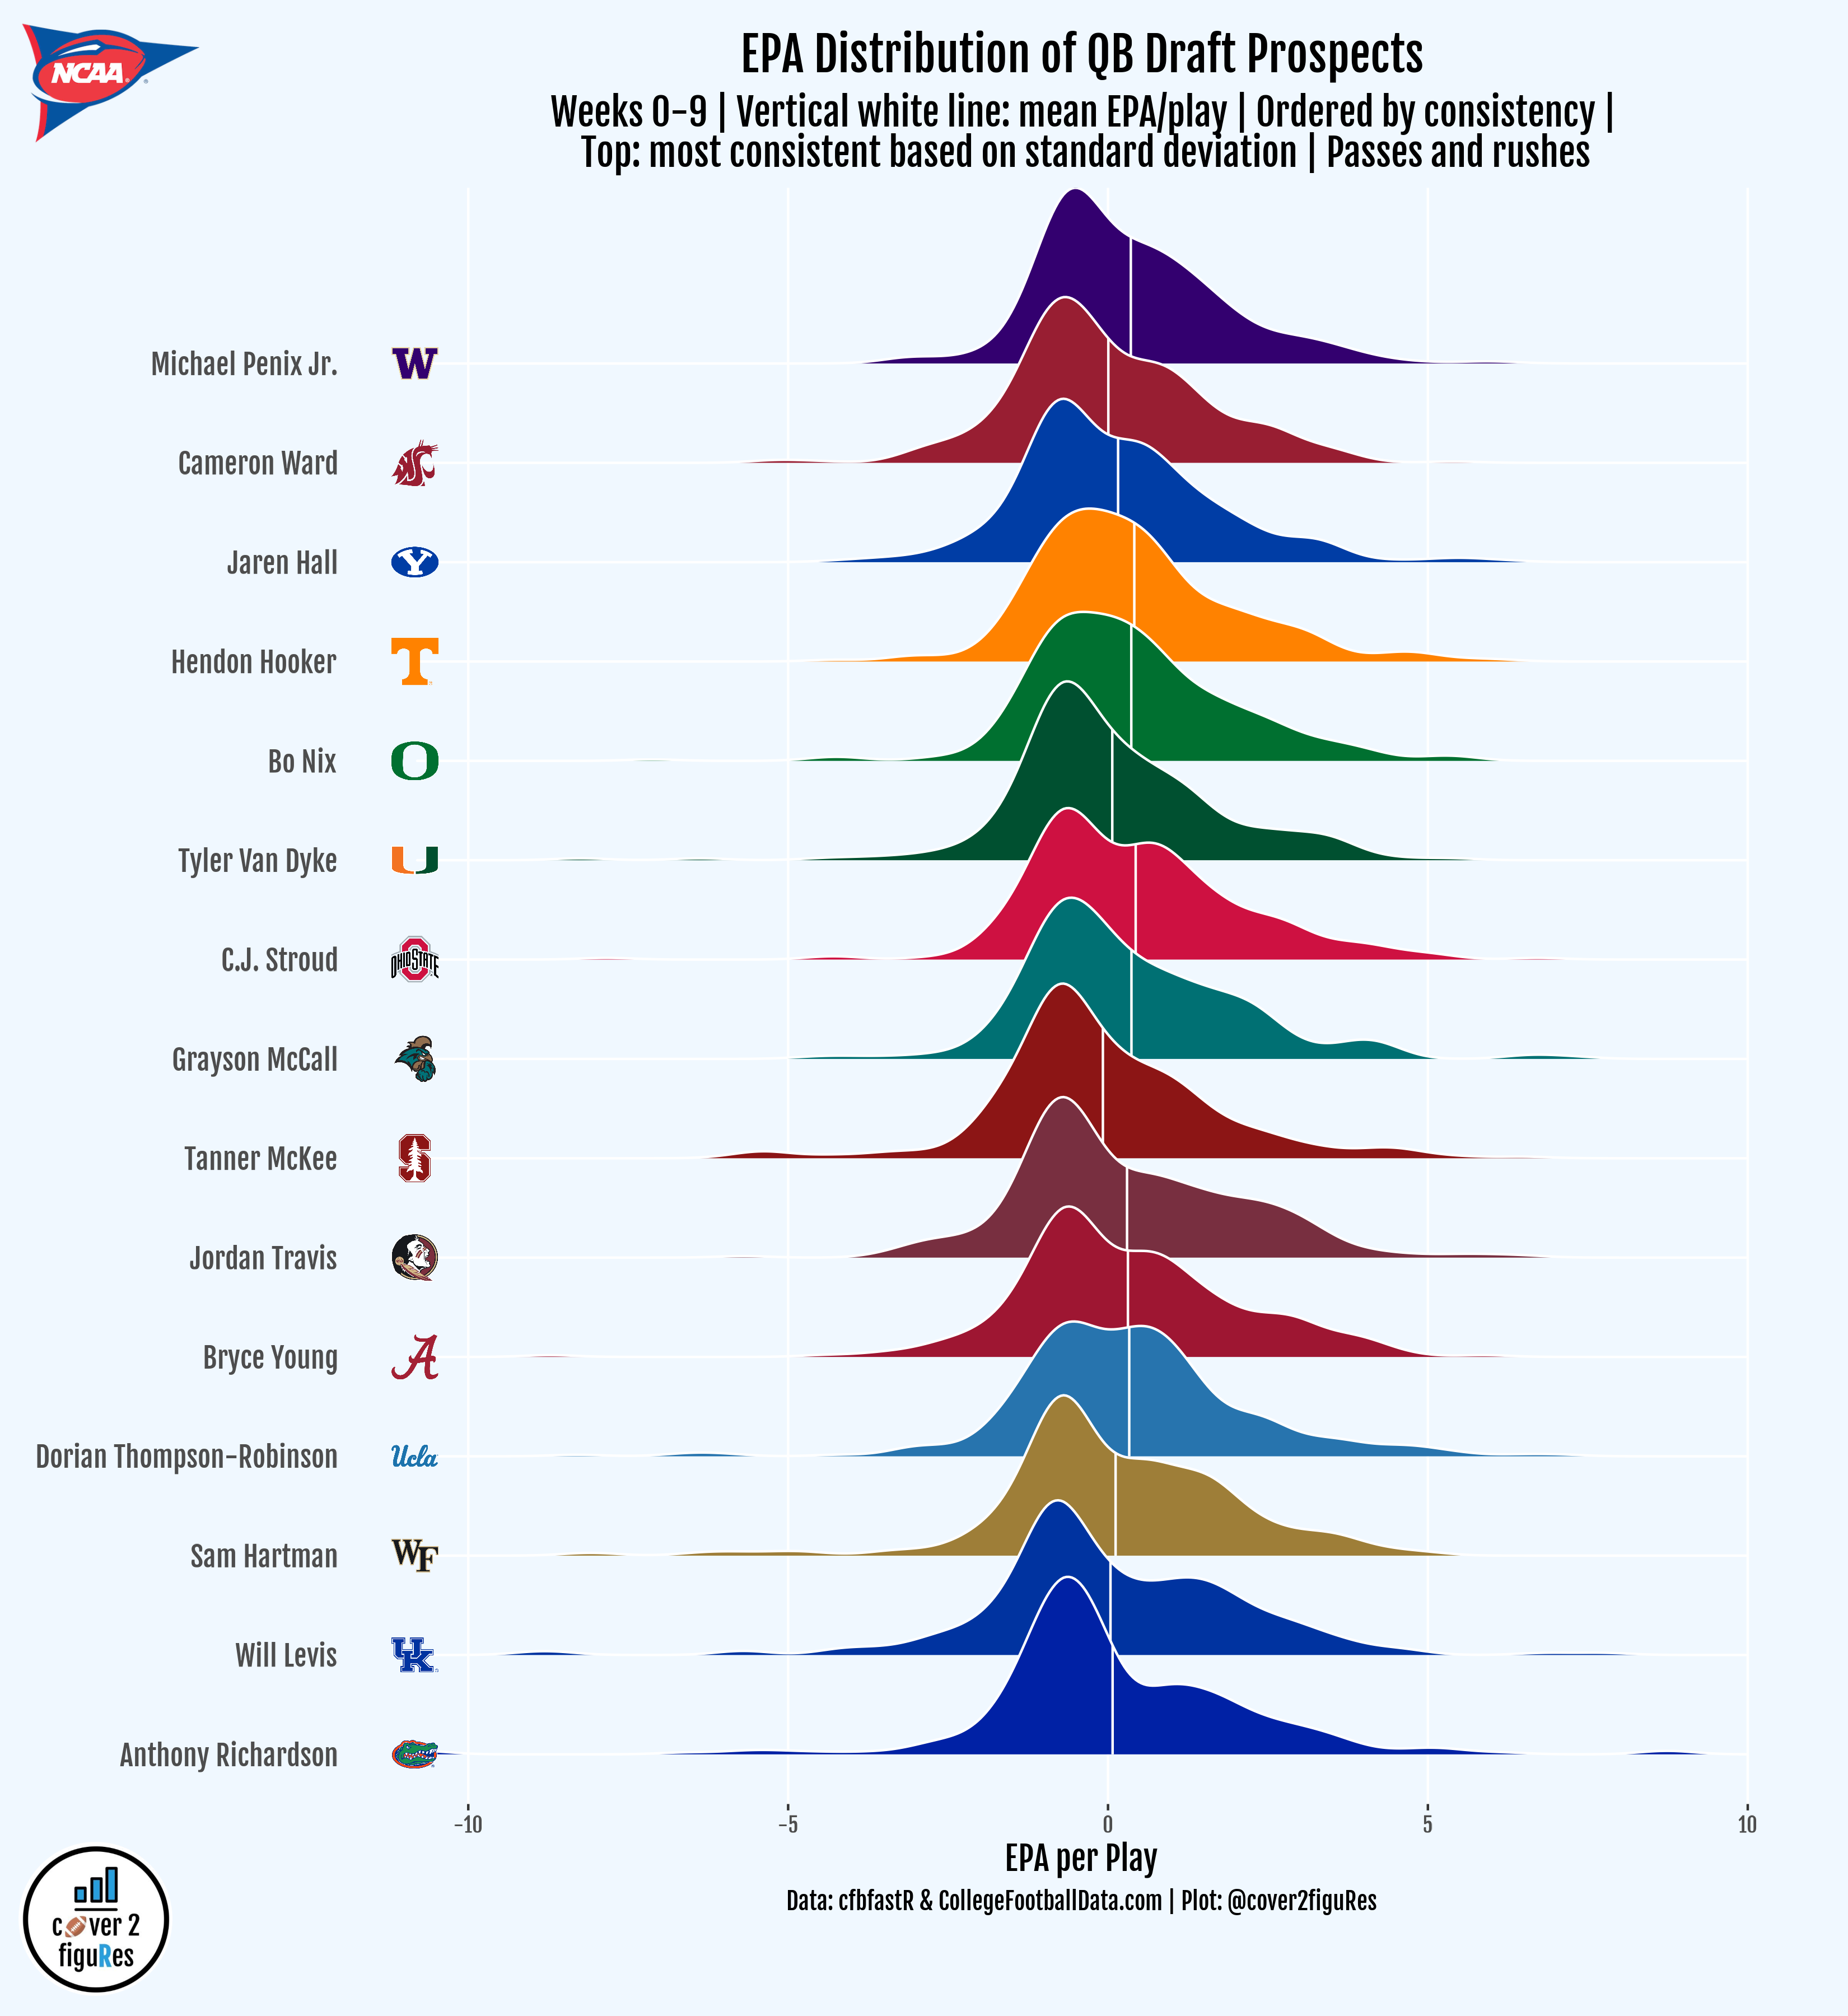 NCAA
EPA Distribution of QB Draft Prospects
Weeks 0-9 | Vertical white line: mean EPA/play | Ordered by consistency |
Top: most consistent based on standard deviation | Passes and rushes
Michael Penix Jr.
W
Cameron Ward
Jaren Hall
Y
Hendon Hooker
T
Bo Nix
O
Tyler Van Dyke
U
C.J. Stroud
OHIO STATE
Grayson McCall
Tanner McKee
S
Jordan Travis
Bryce Young
A
Dorian Thompson-Robinson
Ucla
Sam Hartman
WF
Will Levis
UK
Anthony Richardson
-10 -5 0 5 10
EPA per Play
Data: cfbfastR & CollegeFootballData.com | Plot: @cover2figuRes
c ver 2
figuRes